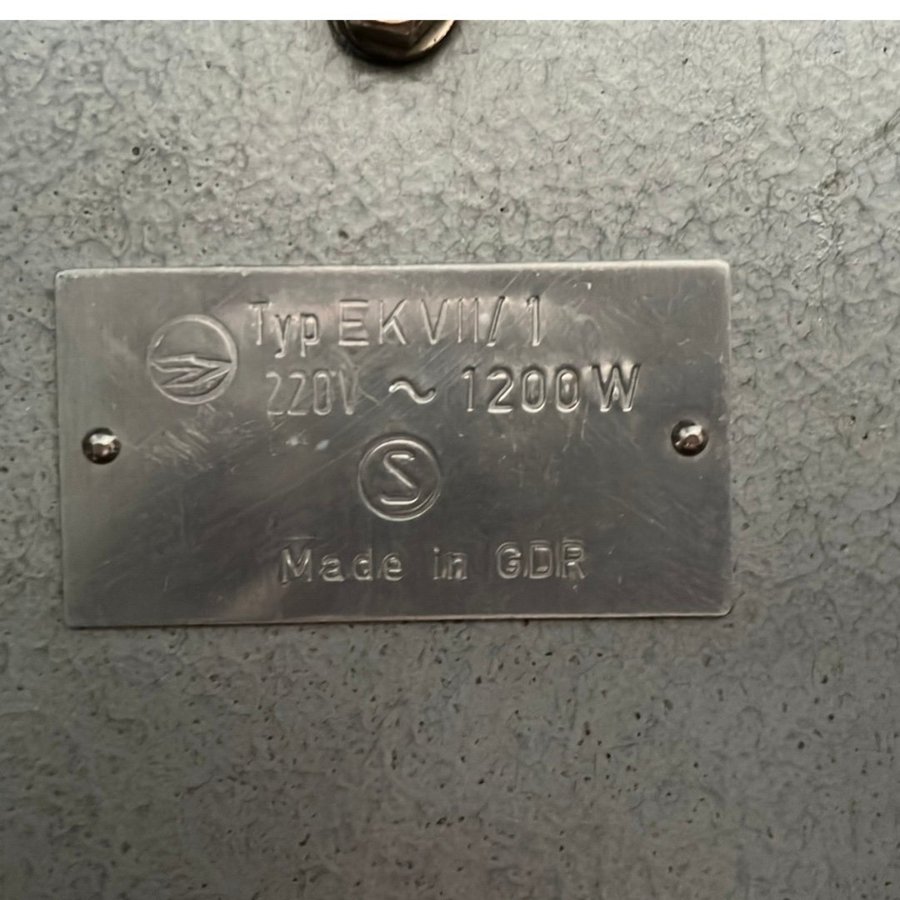 Typ EK VII/1
220V ~ 1200W
S
Made in GDR